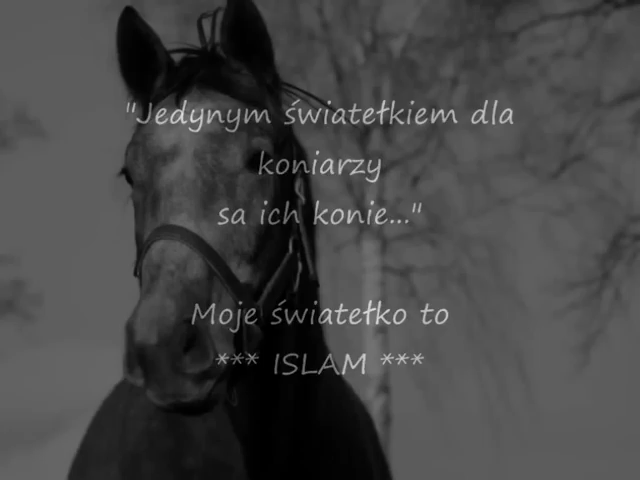 "Jedynym światełkiem dla
koniarzy
sa ich konie..."
Moje światełko to
*** ISLAM ***